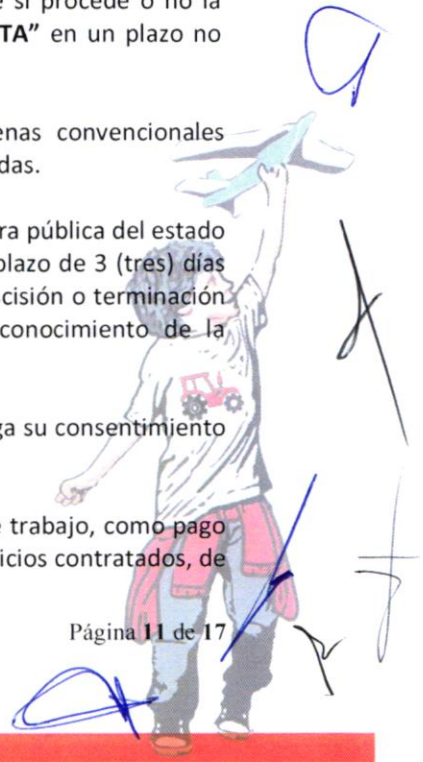 si procede o no la
TA” en un plazo no
enas convencionales
das.
ra pública del estado
plazo de 3 (tres) días
scisión o terminación
conocimiento de la
ga su consentimiento
e trabajo, como pago
icios contratados, de
Página 11 de 17